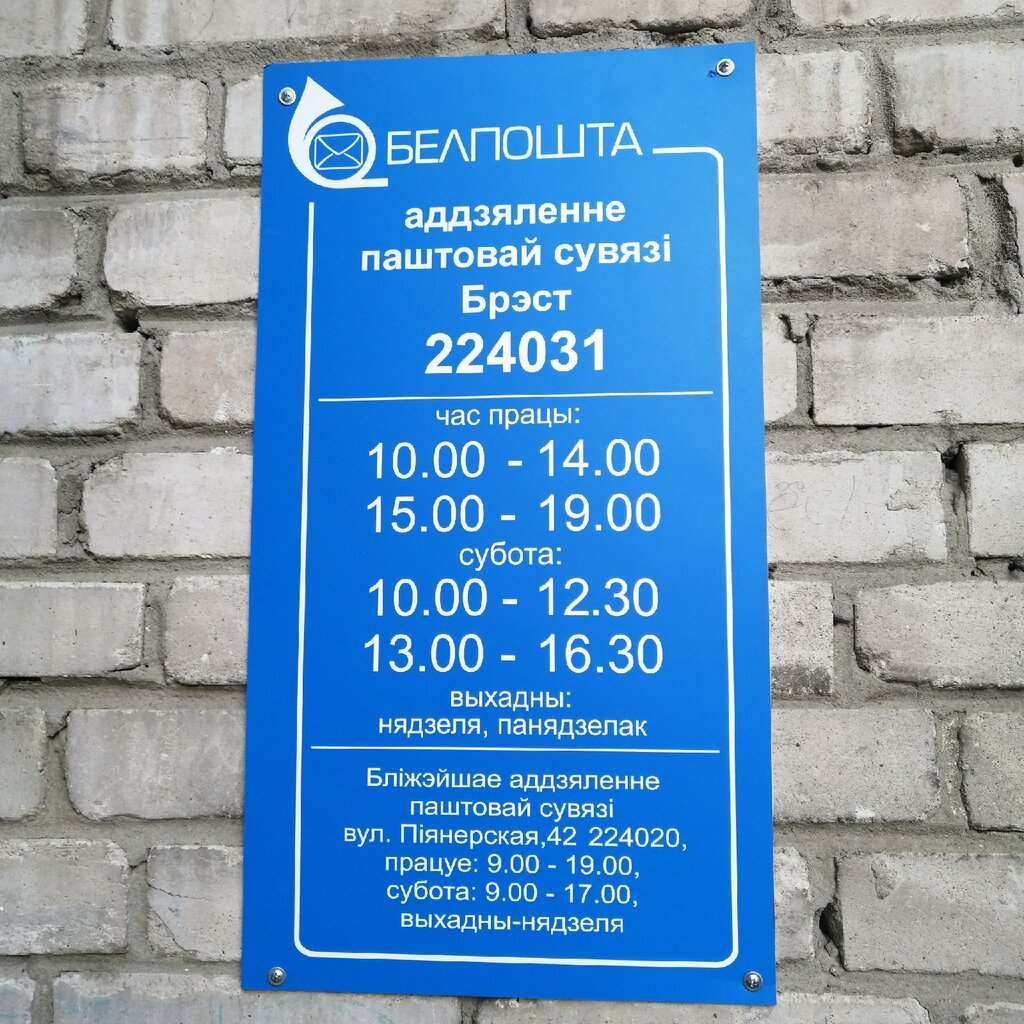 БЕЛПОШТА
аддзяленне
паштовай сувязі
Брэст
224031
час працы:
10.00 - 14.00
15.00 - 19.00
субота:
10.00 - 12.30
13.00 - 16.30
выхадны:
нядзеля, панядзелак
Бліжэйшае аддзяленне
паштовай сувязі
вул. Піянерская,42 224020,
працуе: 9.00 - 19.00,
субота: 9.00 - 17.00,
выхадны-нядзеля